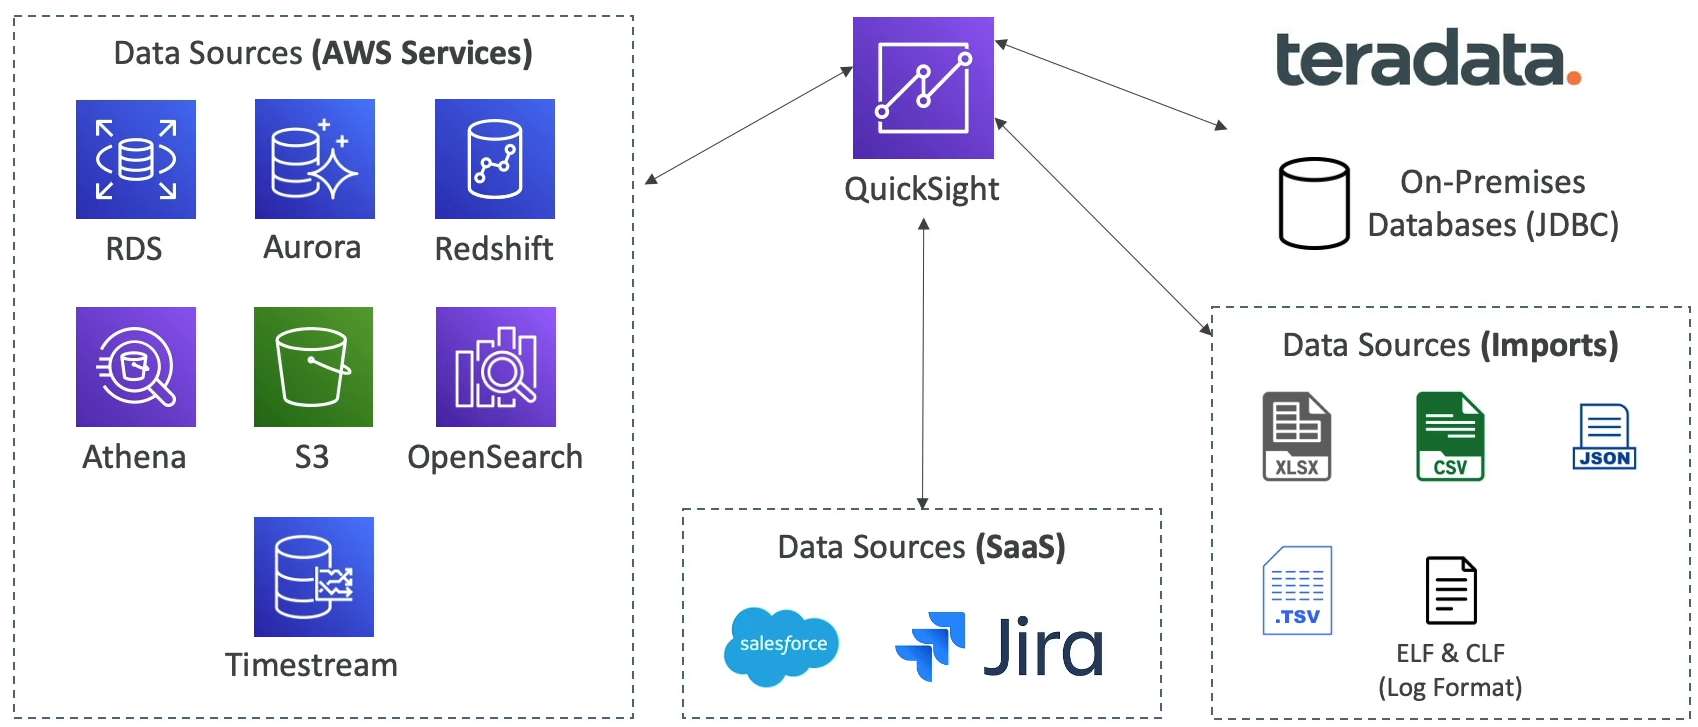 Data Sources (AWS Services)
RDS
Aurora
Redshift
Athena
S3
OpenSearch
Timestream
QuickSight
teradata.
On-Premises
Databases (JDBC)
Data Sources (SaaS)
salesforce
Jira
Data Sources (Imports)
XLSX
CSV
JSON
.TSV
ELF & CLF
(Log Format)